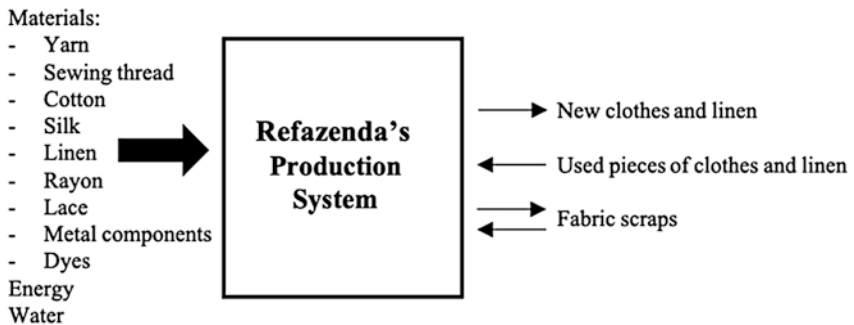 Materials:
- Yarn
- Sewing thread
- Cotton
- Silk
- Linen
- Rayon
- Lace
- Metal components
- Dyes
Energy
Water
Refazenda's
Production
System
New clothes and linen
Used pieces of clothes and linen
Fabric scraps